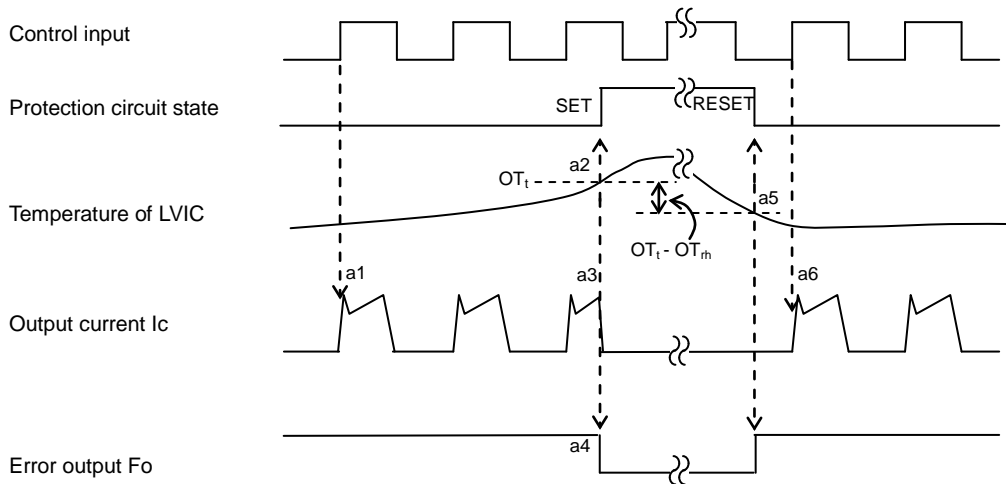 Control input
Protection circuit state
SET
RESET
a2
OTt
a5
Temperature of LVIC
OTt - OTrh
a1
a3
a6
Output current Ic
a4
Error output Fo